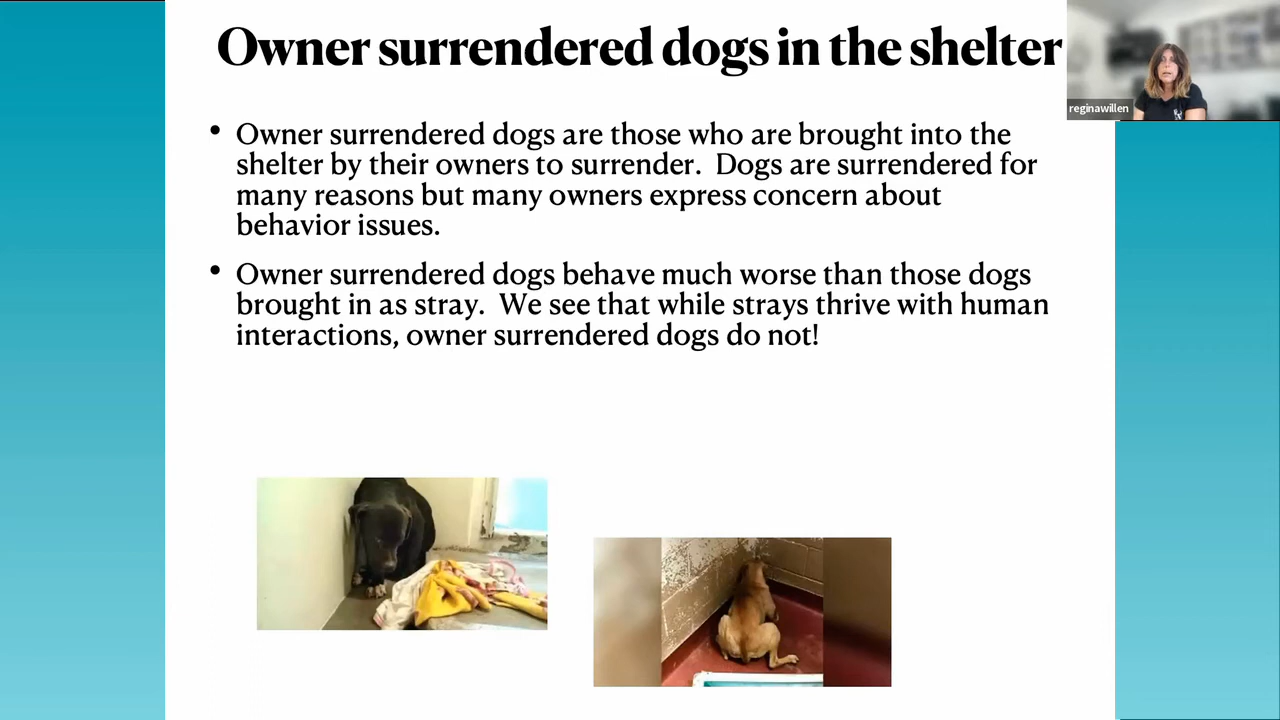 Owner surrendered dogs in the shelter
reginawillen
• Owner surrendered dogs are those who are brought into the
shelter by their owners to surrender.  Dogs are surrendered for
many reasons but many owners express concern about
behavior issues.
• Owner surrendered dogs behave much worse than those dogs
brought in as stray.  We see that while strays thrive with human
interactions, owner surrendered dogs do not!